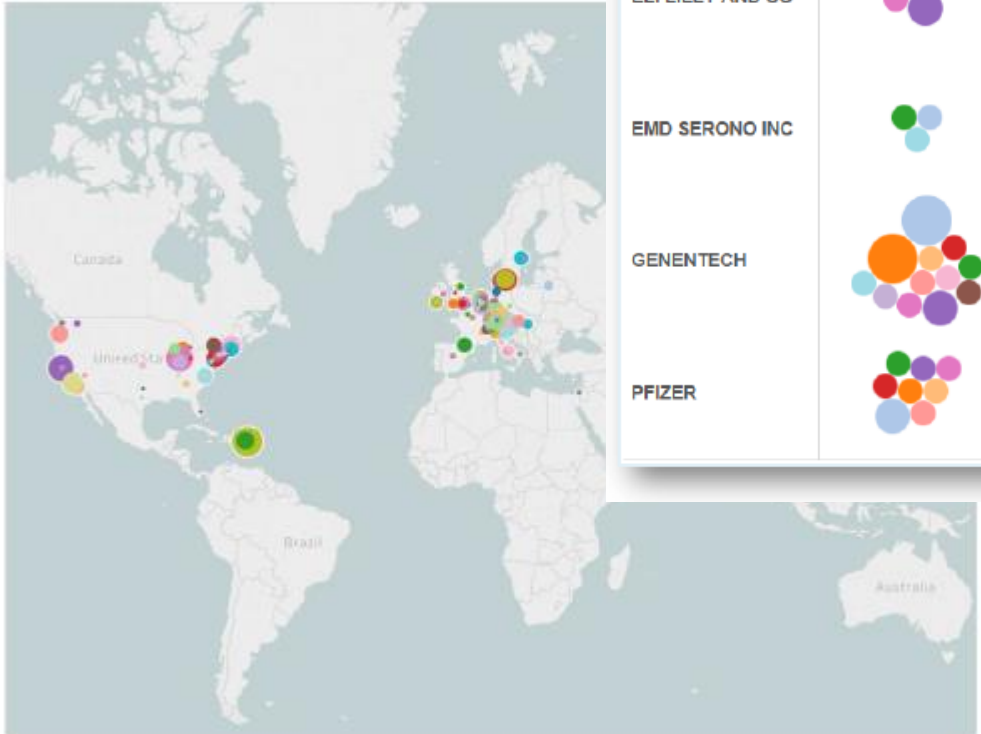 EMD SERONO INC
GENENTECH
PFIZER
Canada
United Sta
Brazil
Australia